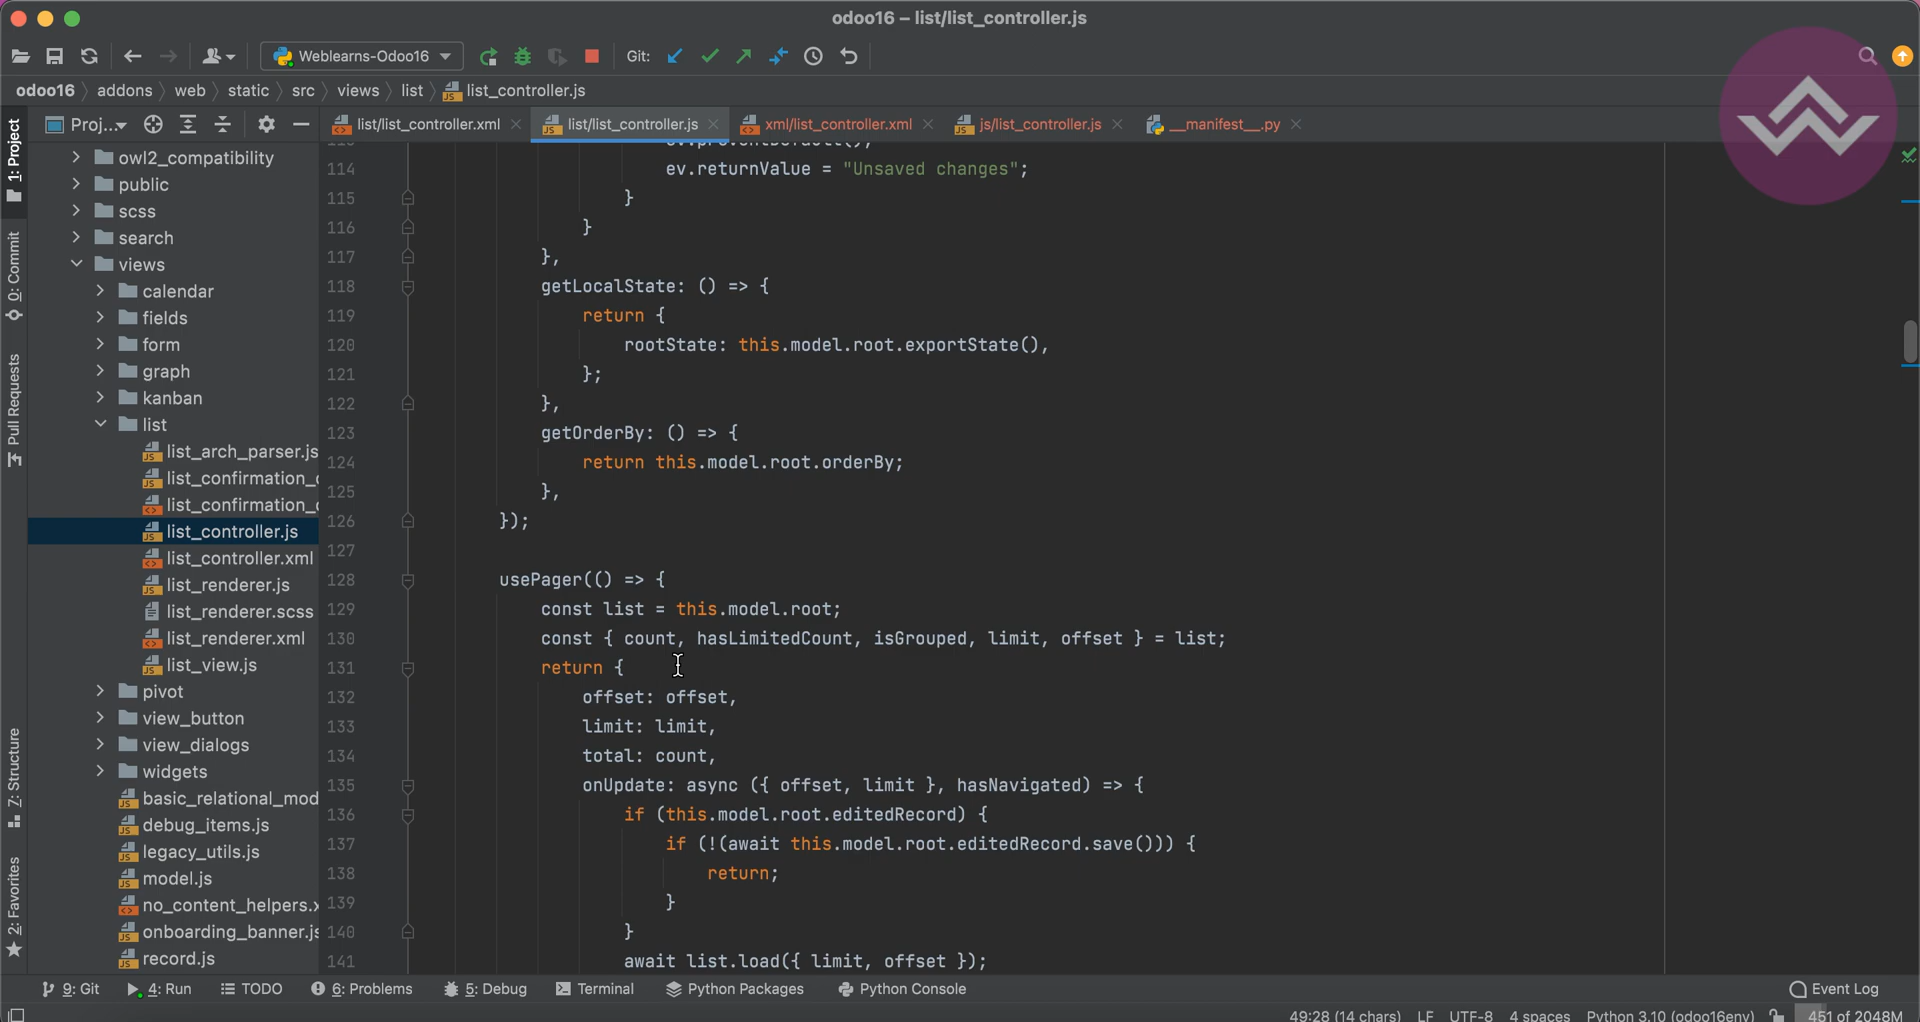 odoo16 – list/list_controller.js
Weblearns-Odoo16
Git:
odoo16 addons web static src views list list_controller.js
1: Project
0: Commit
Pull Requests
7: Structure
2: Favorites
Proj...
list/list_controller.xml
list/list_controller.js
xml/list_controller.xml
js/list_controller.js
__manifest__.py
owl2_compatibility
public
scss
search
views
calendar
fields
form
graph
kanban
list
list_arch_parser.js
list_confirmation_
list_confirmation_
list_controller.js
list_controller.xml
list_renderer.js
list_renderer.scss
list_renderer.xml
list_view.js
pivot
view_button
view_dialogs
widgets
basic_relational_mod
debug_items.js
legacy_utils.js
model.js
no_content_helpers.x
onboarding_banner.js
record.js
114 ev.returnValue = "Unsaved changes";
115 }
116 }
117 },
118 getLocalState: () => {
119 return {
120 rootState: this.model.root.exportState(),
121 };
122 },
123 getOrderBy: () => {
124 return this.model.root.orderBy;
125 },
126 });
127
128 usePager(() => {
129 const list = this.model.root;
130 const { count, hasLimitedCount, isGrouped, limit, offset } = list;
131 return {
132 offset: offset,
133 limit: limit,
134 total: count,
135 onUpdate: async ({ offset, limit }, hasNavigated) => {
136 if (this.model.root.editedRecord) {
137 if (!(await this.model.root.editedRecord.save())) {
138 return;
139 }
140 }
141 await list.load({ limit, offset });
9: Git 4: Run TODO 6: Problems 5: Debug Terminal Python Packages Python Console Event Log
49:28 (14 chars) LF UTF-8 4 spaces Python 3.10 (odoo16env) 451 of 2048M